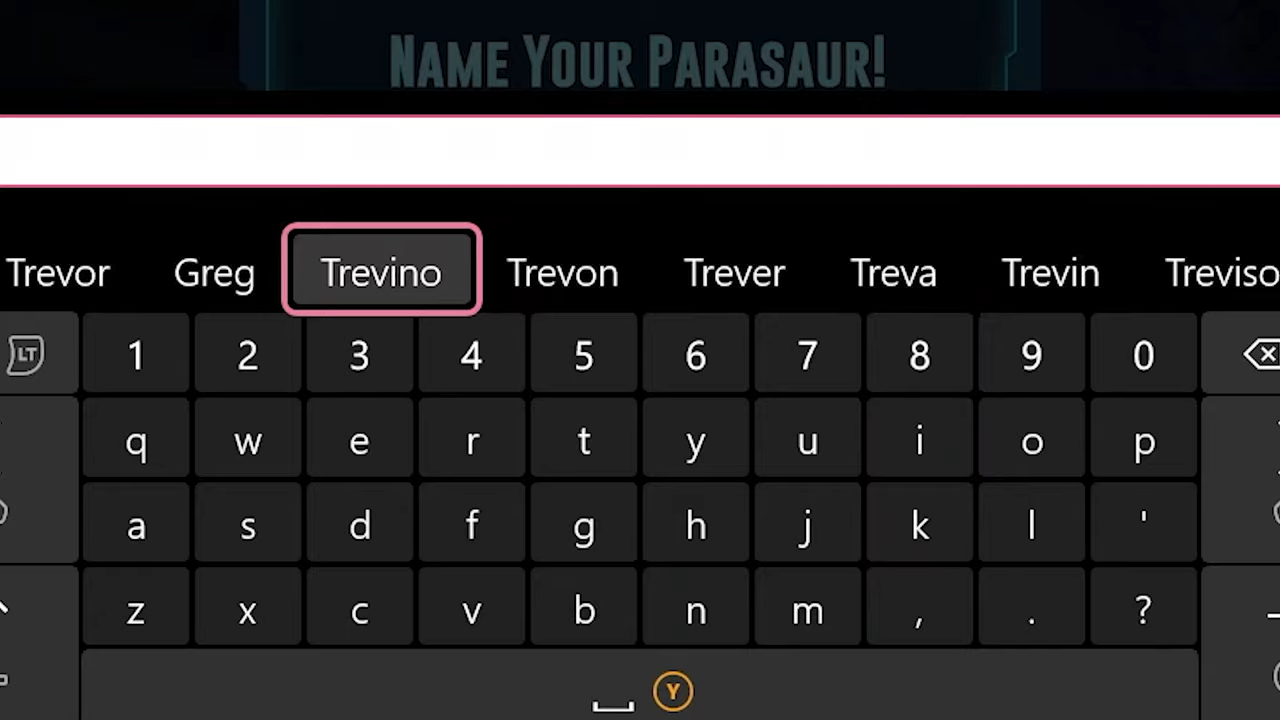 NAME YOUR PARASAUR!
Trevor Greg Trevino Trevon Trever Treva Trevin Treviso
LT 1 2 3 4 5 6 7 8 9 0
q w e r t y u i o p
a s d f g h j k l '
z x c v b n m , . ?
Y